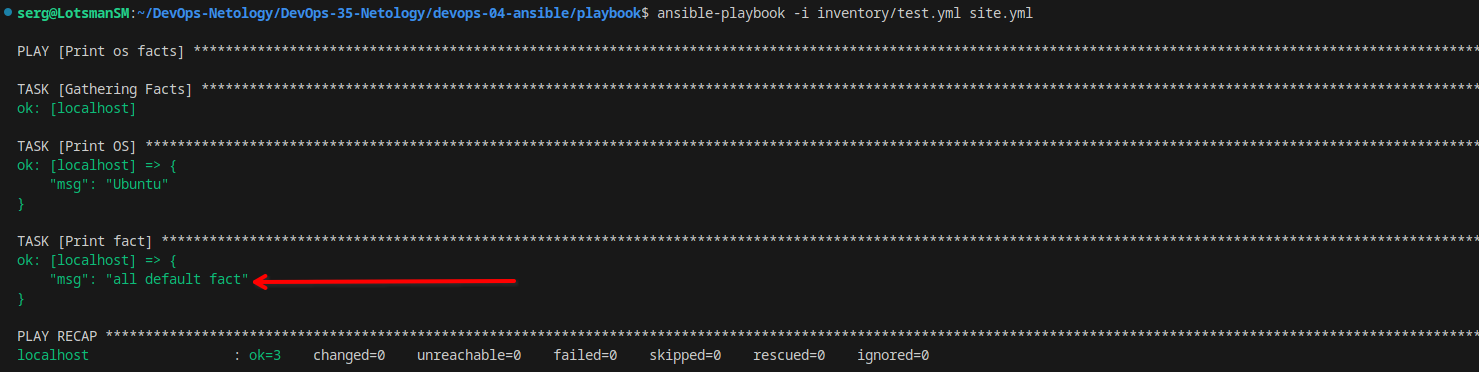 serg@LotsmanSM:~/DevOps-Netology/DevOps-35-Netology/devops-04-ansible/playbook$ ansible-playbook -i inventory/test.yml site.yml
PLAY [Print os facts] ****************************************************************************************************************************************************************
TASK [Gathering Facts] ***************************************************************************************************************************************************************
ok: [localhost]
TASK [Print OS] **********************************************************************************************************************************************************************
ok: [localhost] => {
    "msg": "Ubuntu"
}
TASK [Print fact] ********************************************************************************************************************************************************************
ok: [localhost] => {
    "msg": "all default fact"
}
PLAY RECAP ***************************************************************************************************************************************************************************
localhost                  : ok=3    changed=0    unreachable=0    failed=0    skipped=0    rescued=0    ignored=0